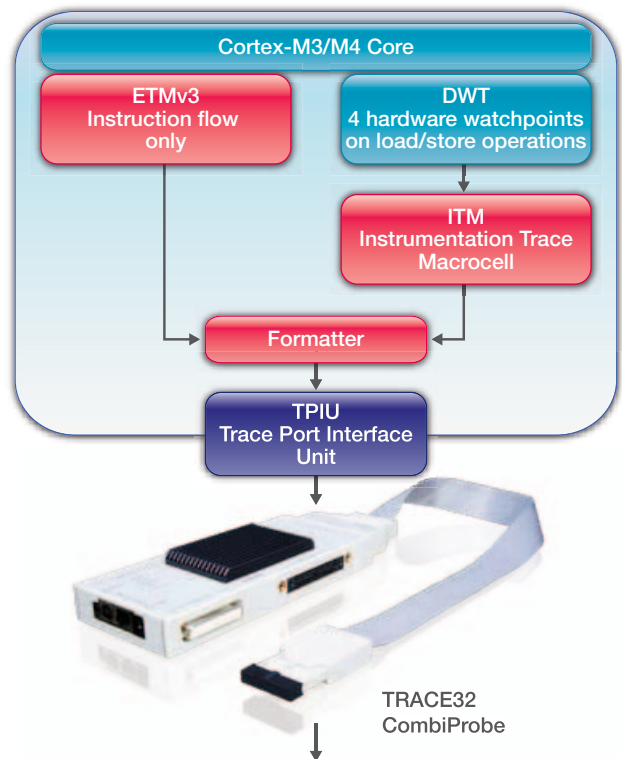 Cortex-M3/M4 Core
ETMv3
Instruction flow
only
DWT
4 hardware watchpoints
on load/store operations
ITM
Instrumentation Trace
Macrocell
Formatter
TPIU
Trace Port Interface
Unit
TRACE32
CombiProbe